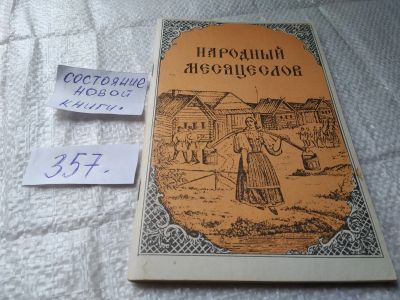 СОСТОЯНИЕ
НОВОЙ
КНИГИ.
357.
НАРОДНЫЙ
МЕСЯЦЕСЛОВ